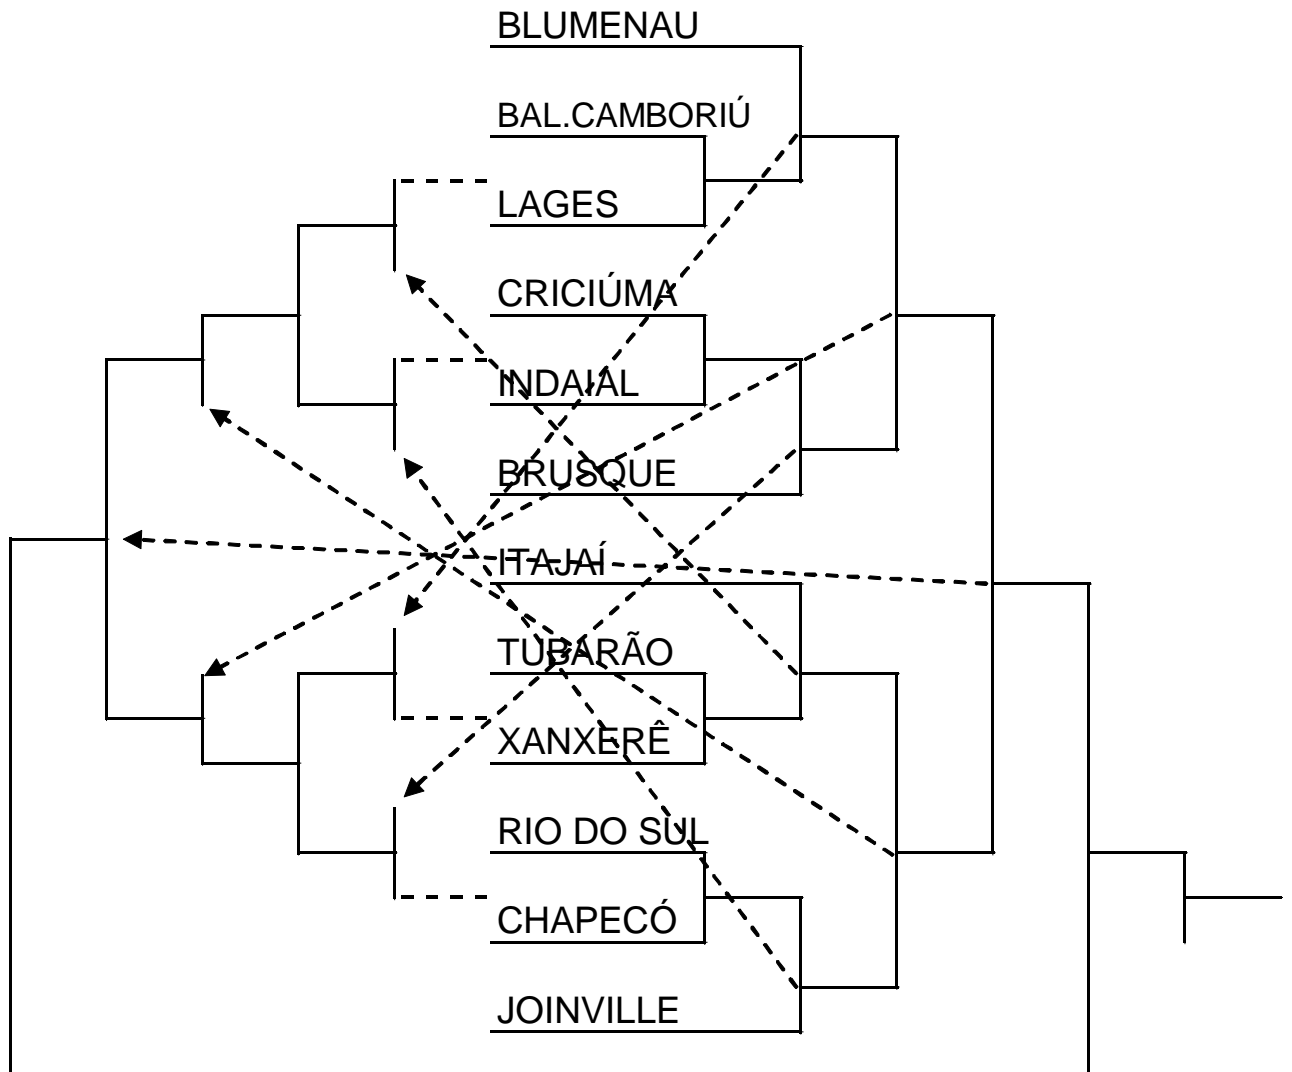 BLUMENAU
BAL.CAMBORIÚ
LAGES
CRICIÚMA
INDAIAL
BRUSQUE
ITAJAÍ
TUBARÃO
XANXERÊ
RIO DO SUL
CHAPECÓ
JOINVILLE